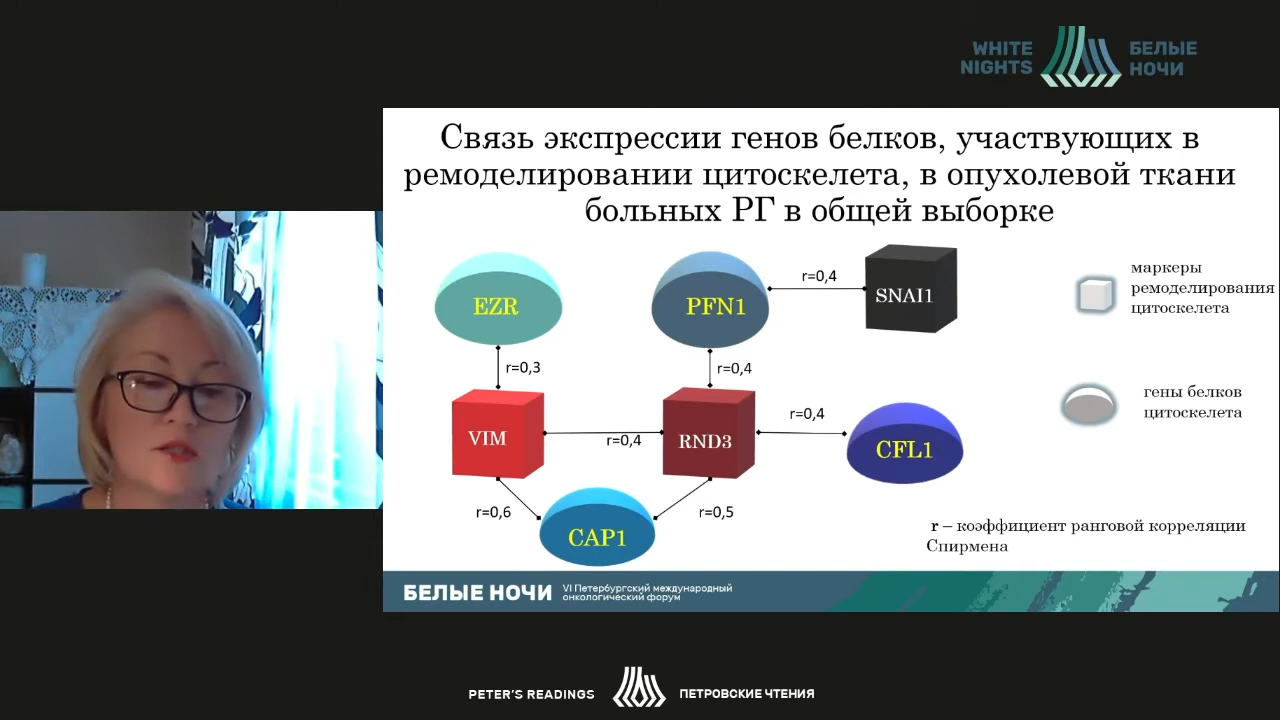 WHITE
NIGHTS
БЕЛЫЕ
НОЧИ
Связь экспрессии генов белков, участвующих в
ремоделировании цитоскелета, в опухолевой ткани
больных РГ в общей выборке
EZR
PFN1
r=0,4
SNAI1
маркеры
ремоделирования
цитоскелета
r=0,3
r=0,4
VIM
r=0,4
RND3
r=0,4
CFL1
гены белков
цитоскелета
r=0,6
CAP1
r=0,5
r – коэффициент ранговой корреляции
Спирмена
БЕЛЫЕ НОЧИ
VI Петербургский международный
онкологический форум
PETER'S READINGS
ПЕТРОВСКИЕ ЧТЕНИЯ